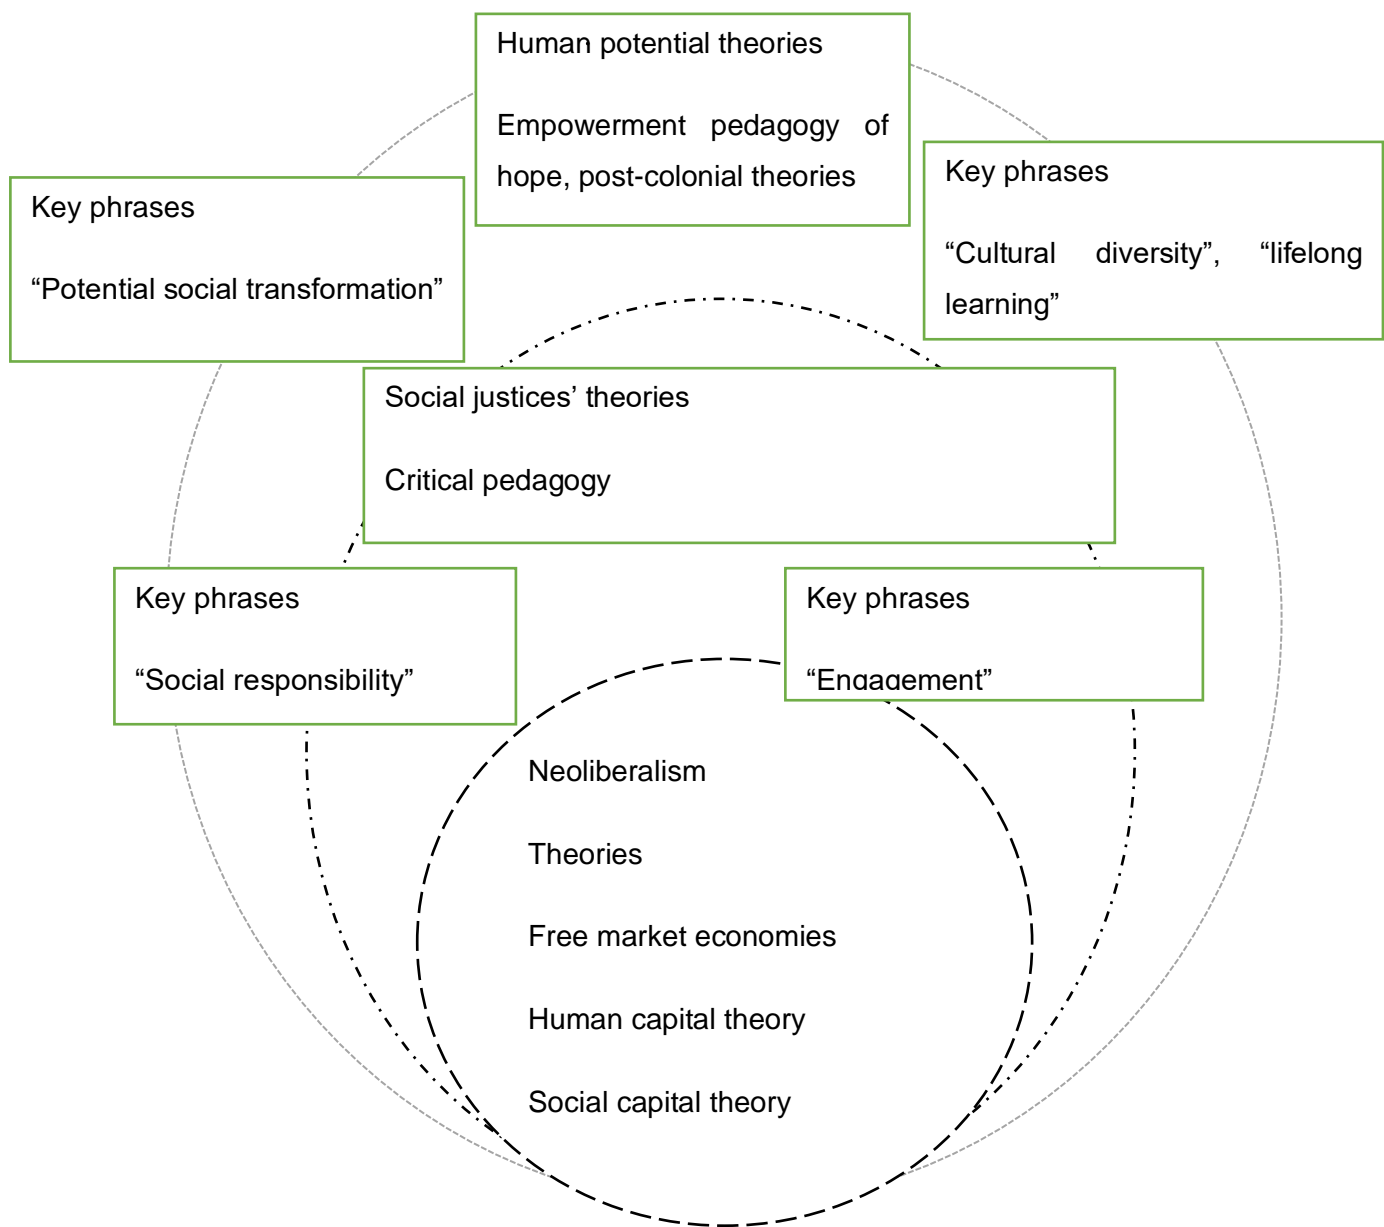 Human potential theories
Empowerment pedagogy of
hope, post-colonial theories
Key phrases
“Potential social transformation”
Key phrases
“Cultural diversity”, “lifelong
learning”
Social justices’ theories
Critical pedagogy
Key phrases
“Social responsibility”
Key phrases
“Engagement”
Neoliberalism
Theories
Free market economies
Human capital theory
Social capital theory